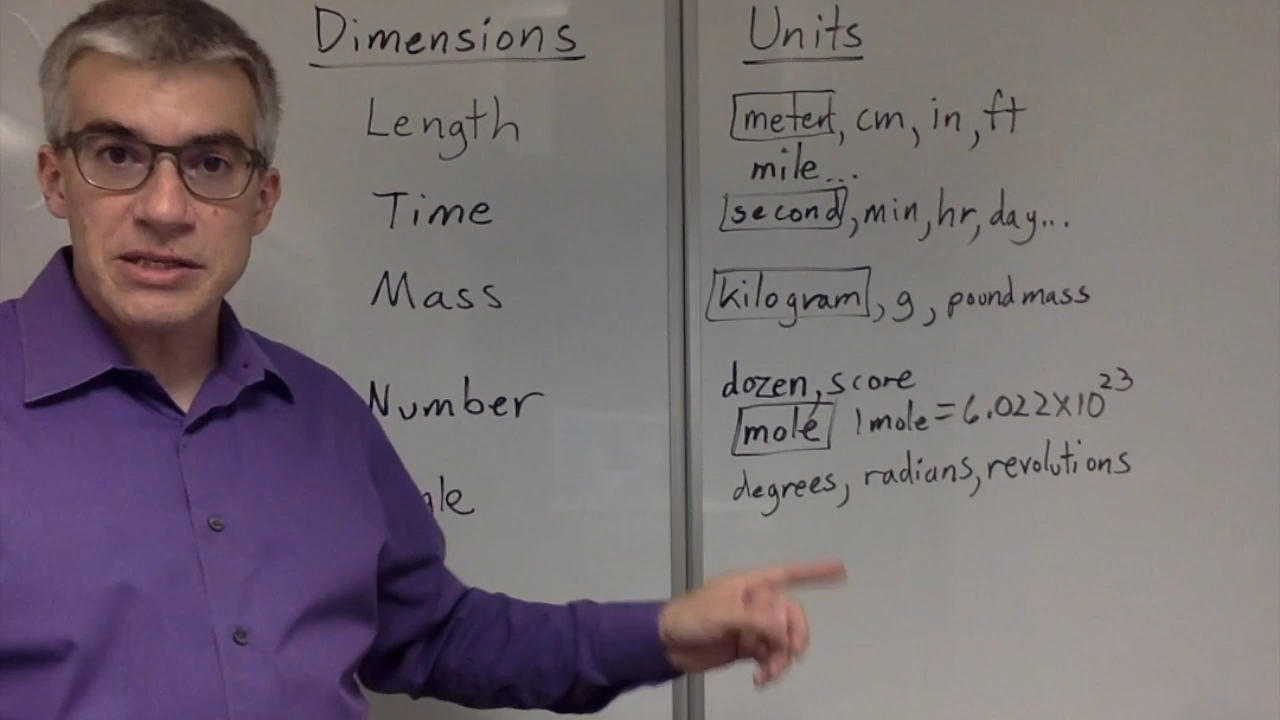 Dimensions
Units
Length
meter, cm, in, ft
mile...
Time
second, min, hr, day...
Mass
kilogram, g, pound mass
Number
dozen, score
mole 1 mole = 6.022X10^23
degrees, radians, revolutions